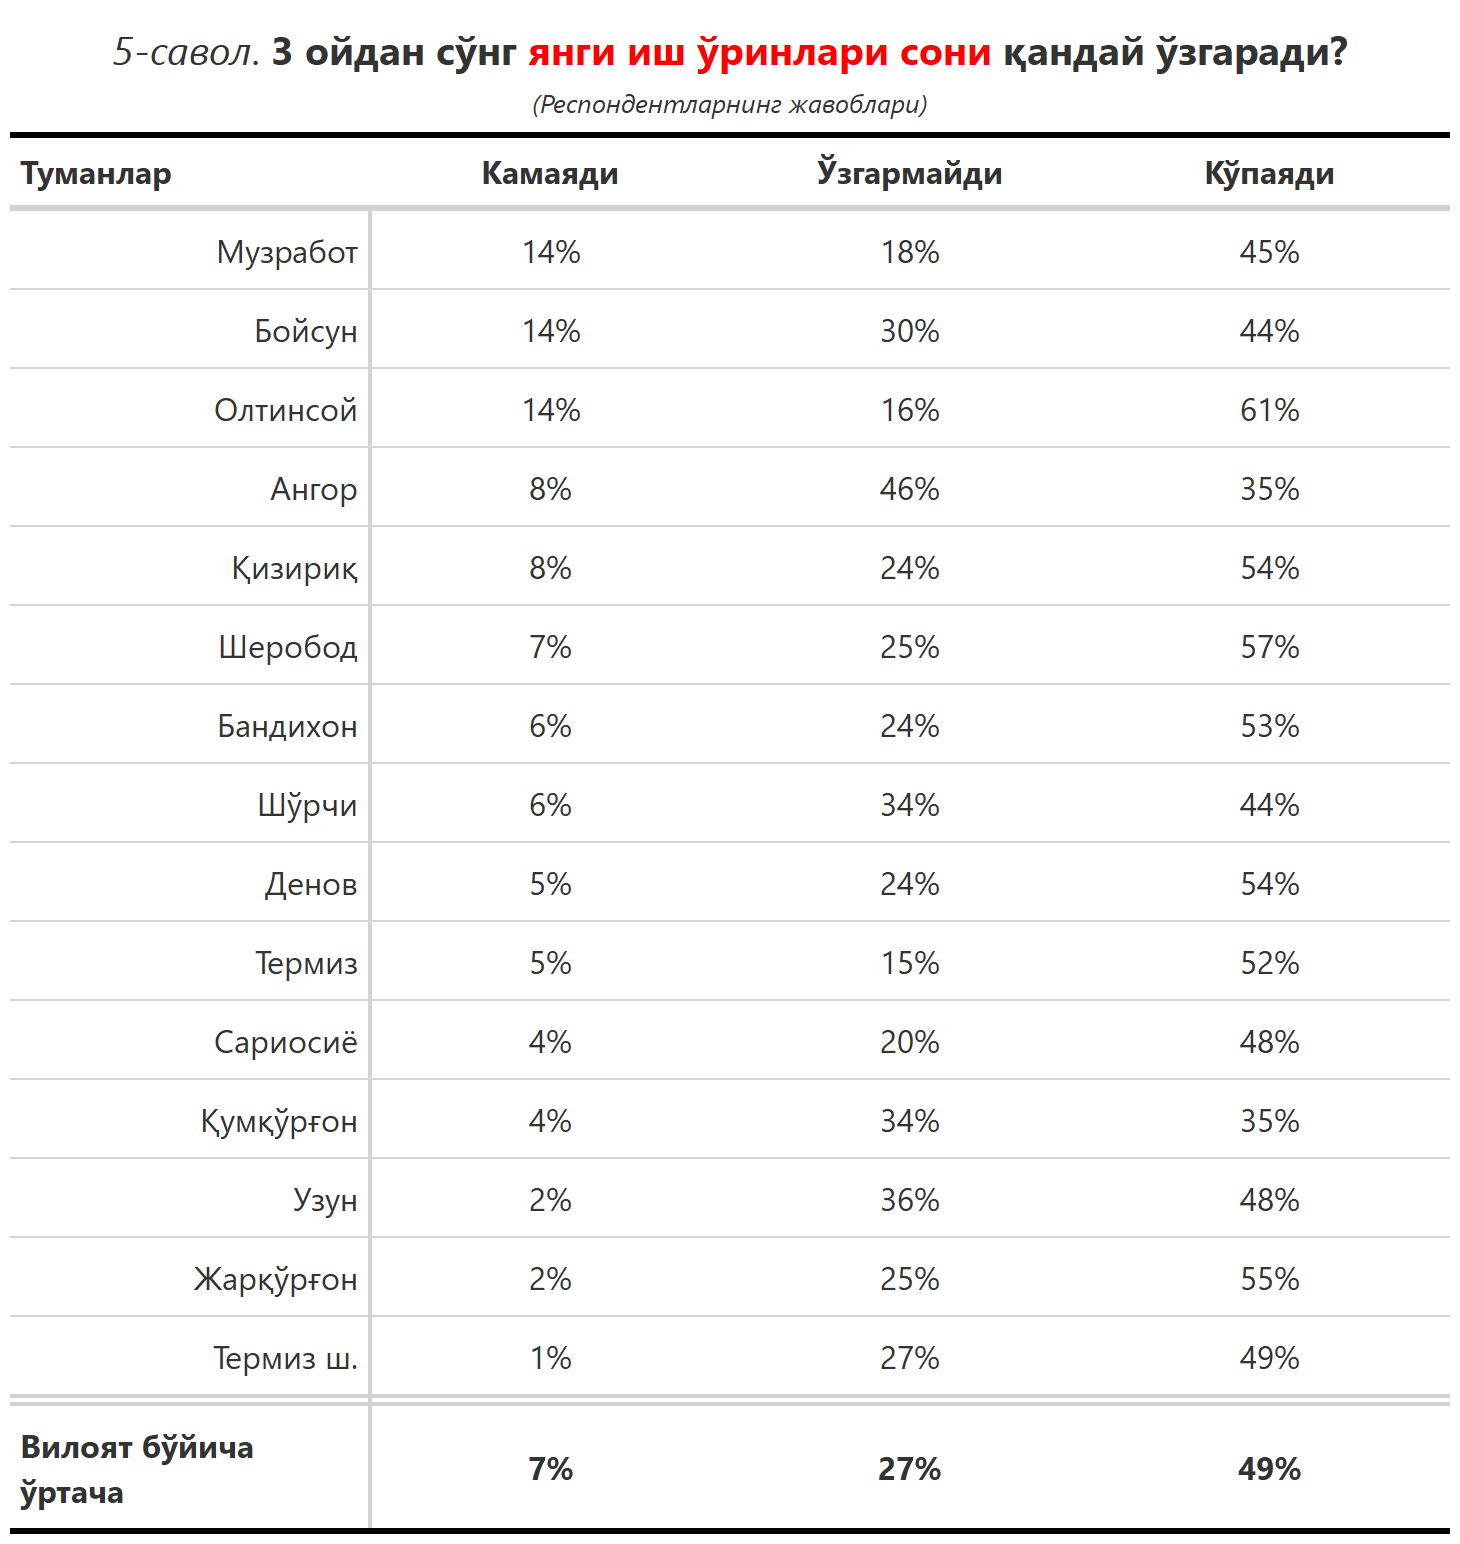 5-савол. 3 ойдан сўнг янги иш ўринлари сони қандай ўзгаради?
(Респондентларнинг жавоблари)
Туманлар Камаяди Ўзгармайди Кўпаяди
Музработ 14% 18% 45%
Бойсун 14% 30% 44%
Олтинсой 14% 16% 61%
Ангор 8% 46% 35%
Қизириқ 8% 24% 54%
Шеробод 7% 25% 57%
Бандихон 6% 24% 53%
Шўрчи 6% 34% 44%
Денов 5% 24% 54%
Термиз 5% 15% 52%
Сариосиё 4% 20% 48%
Қумқўрғон 4% 34% 35%
Узун 2% 36% 48%
Жарқўрғон 2% 25% 55%
Термиз ш. 1% 27% 49%
Вилоят бўйича
ўртача 7% 27% 49%